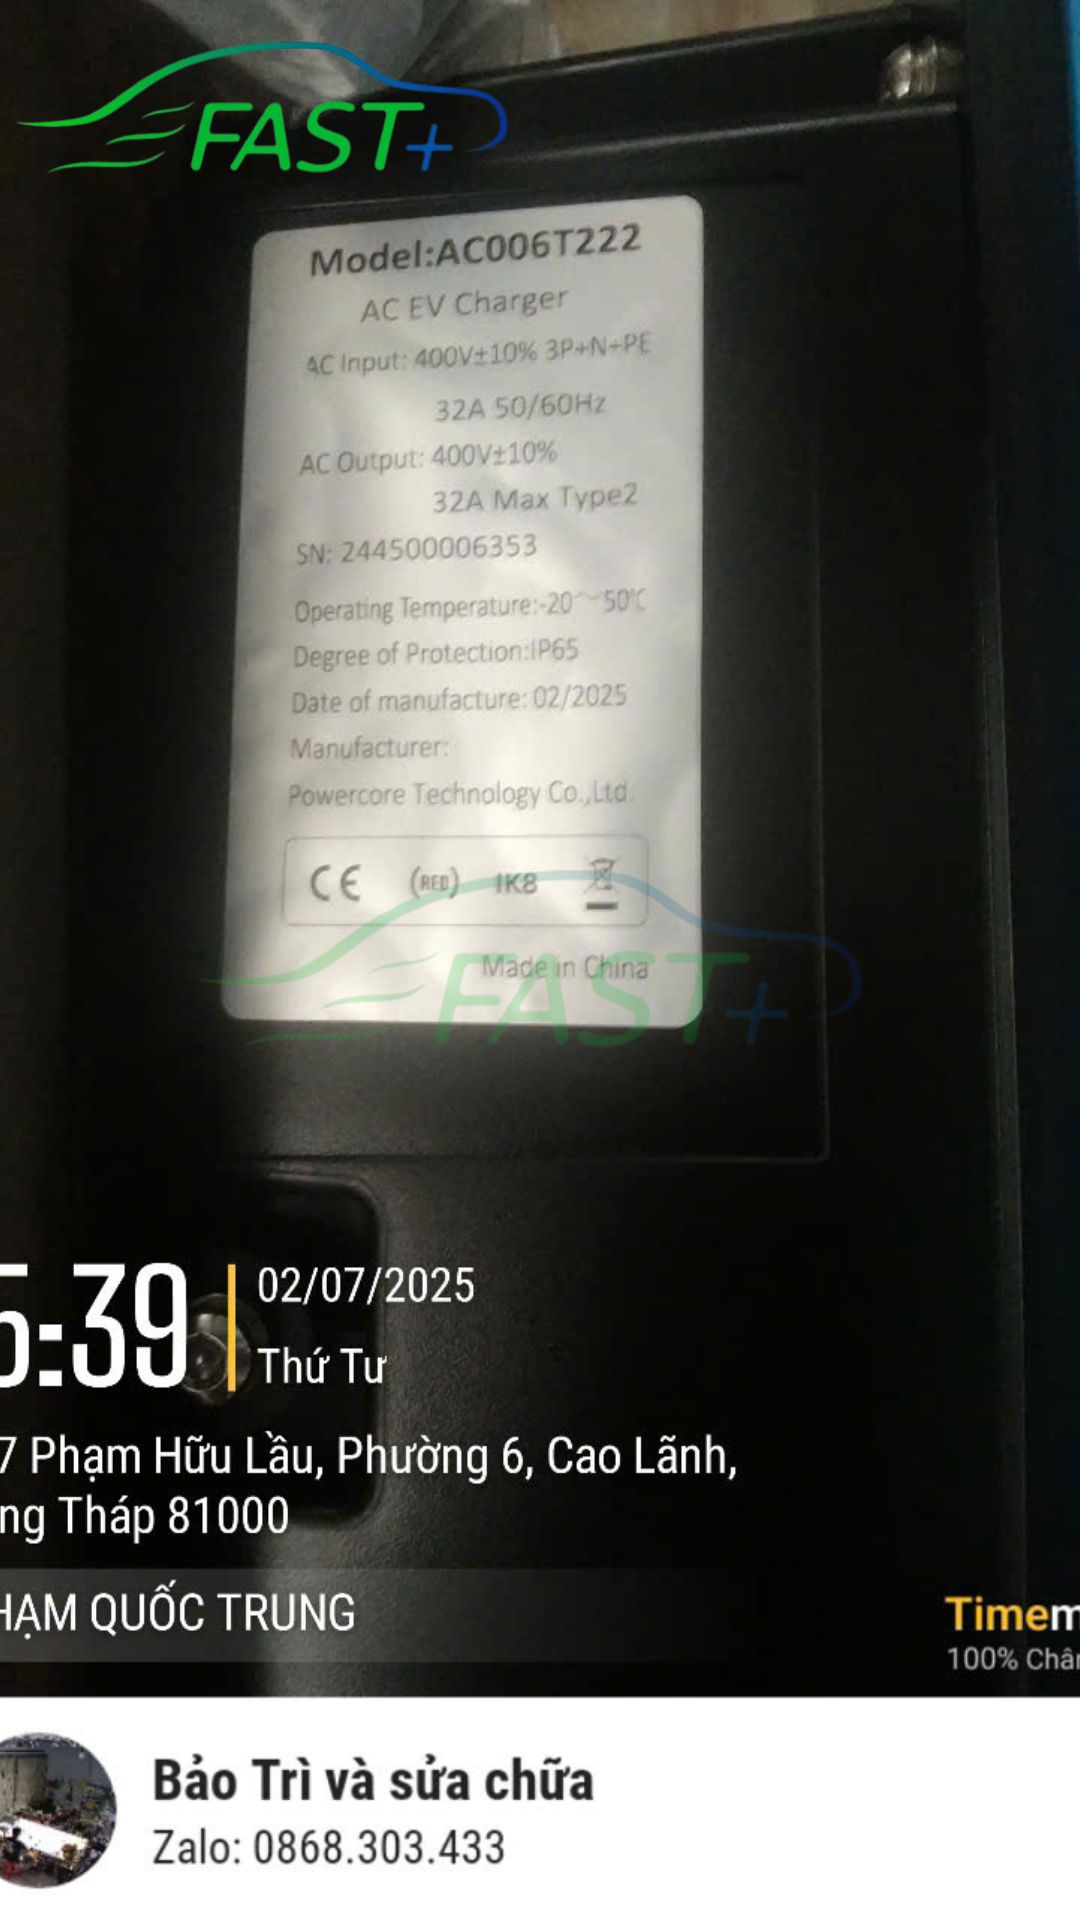 FAST+
Model:AC006T222
AC EV Charger
AC Input: 400V±10% 3P+N+PE
32A 50/60Hz
AC Output: 400V±10%
32A Max Type2
SN: 244500006353
Operating Temperature:-20~50℃
Degree of Protection:IP65
Date of manufacture: 02/2025
Manufacturer:
Powercore Technology Co.,Ltd.
CE (RED) IK8
Made in China
FAST+
5:39
02/07/2025
Thứ Tư
7 Phạm Hữu Lầu, Phường 6, Cao Lãnh,
ng Tháp 81000
HẠM QUỐC TRUNG
Timem
100% Chân
Bảo Trì và sửa chữa
Zalo: 0868.303.433